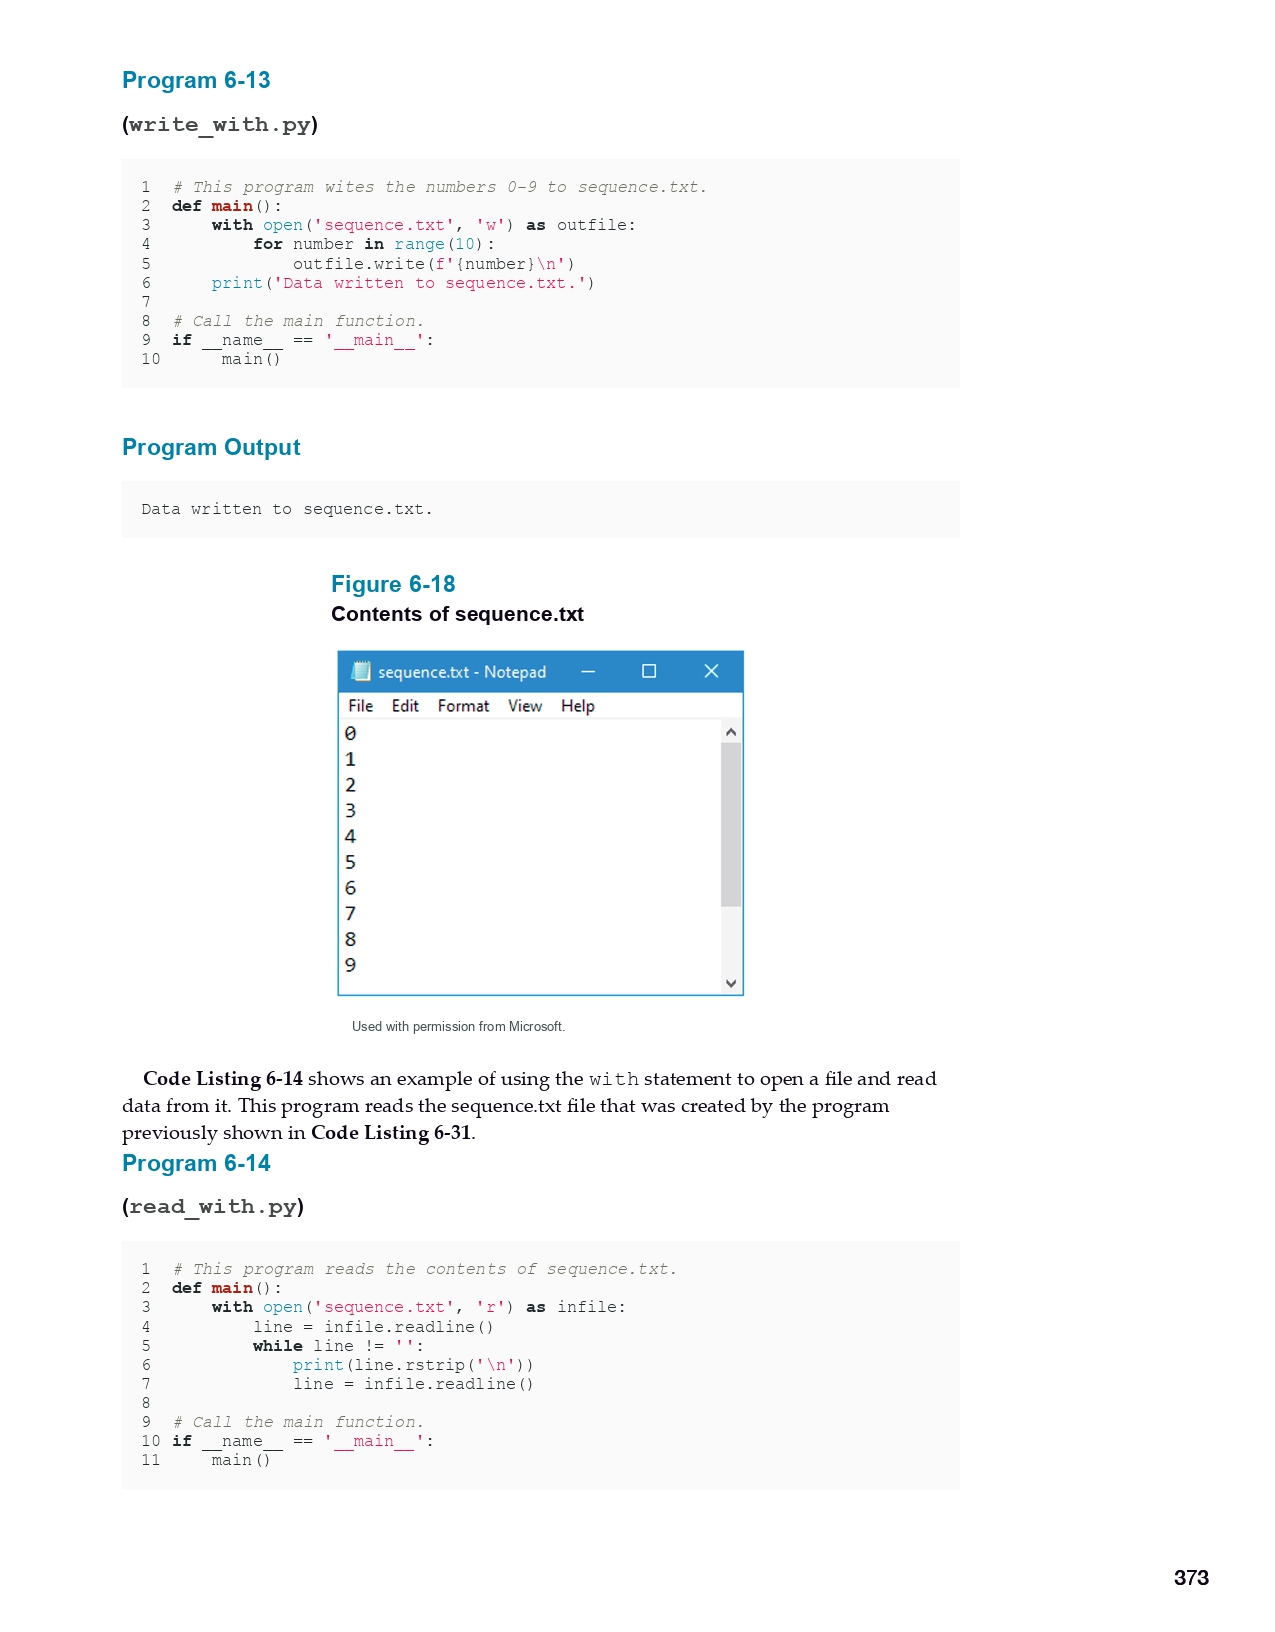 Program 6-13
(write_with.py)
1 # This program wites the numbers 0–9 to sequence.txt.
2 def main():
3     with open('sequence.txt', 'w') as outfile:
4         for number in range(10):
5             outfile.write(f'{number}\n')
6     print('Data written to sequence.txt.')
7
8 # Call the main function.
9 if __name__ == '__main__':
10     main()
Program Output
Data written to sequence.txt.
Figure 6-18
Contents of sequence.txt
sequence.txt - Notepad
File Edit Format View Help
0
1
2
3
4
5
6
7
8
9
Used with permission from Microsoft.
Code Listing 6-14 shows an example of using the with statement to open a file and read
data from it. This program reads the sequence.txt file that was created by the program
previously shown in Code Listing 6-31.
Program 6-14
(read_with.py)
1 # This program reads the contents of sequence.txt.
2 def main():
3     with open('sequence.txt', 'r') as infile:
4         line = infile.readline()
5         while line != '':
6             print(line.rstrip('\n'))
7             line = infile.readline()
8
9 # Call the main function.
10 if __name__ == '__main__':
11     main()
373